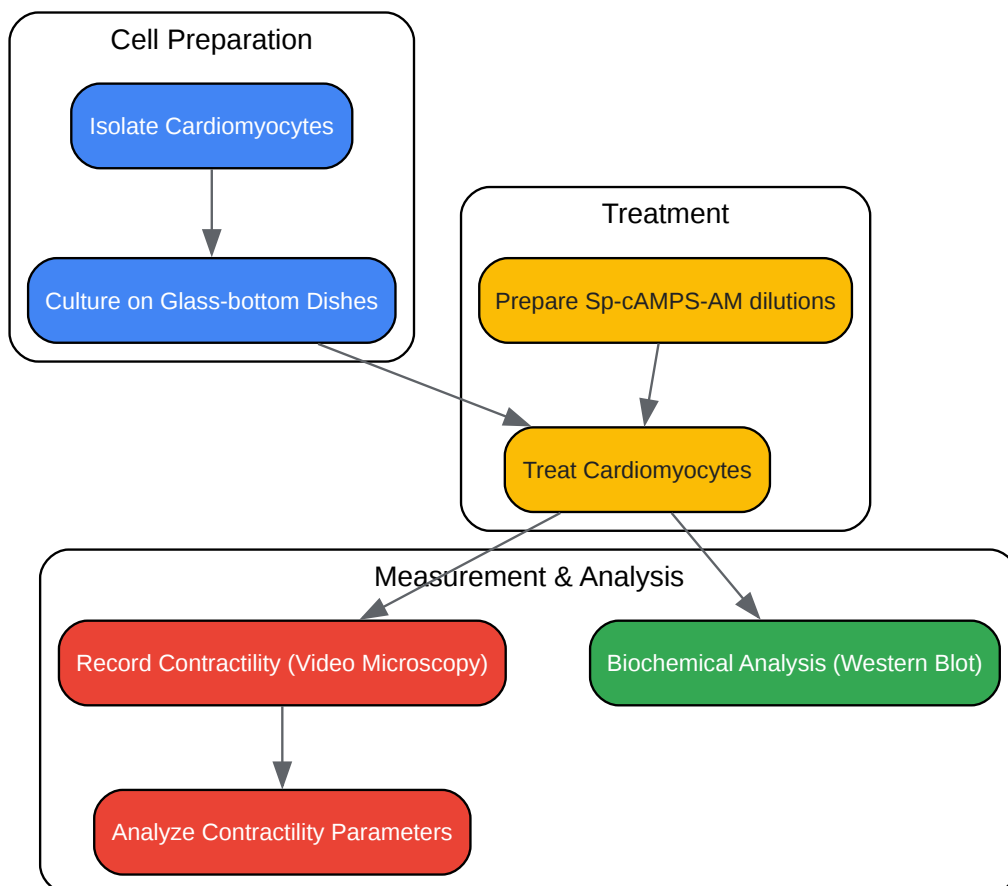 Cell Preparation
Isolate Cardiomyocytes
Culture on Glass-bottom Dishes
Treatment
Prepare Sp-cAMPS-AM dilutions
Treat Cardiomyocytes
Measurement & Analysis
Record Contractility (Video Microscopy)
Biochemical Analysis (Western Blot)
Analyze Contractility Parameters